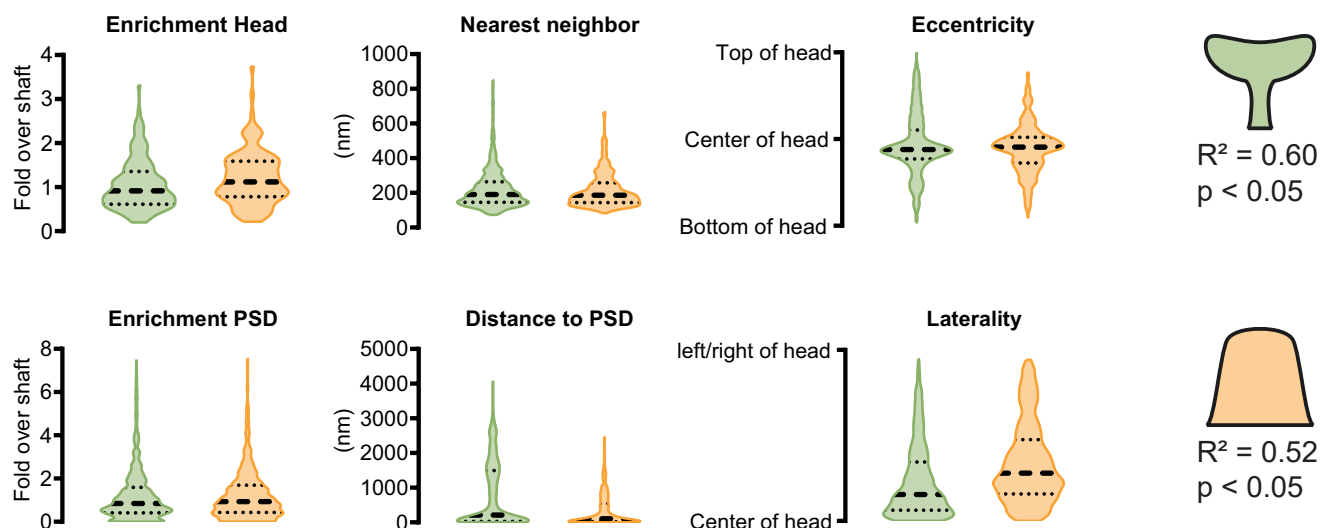 Enrichment Head
Fold over shaft
4
3
2
1
0
Nearest neighbor
(nm)
1000
800
600
400
200
0
Eccentricity
Top of head
Center of head
Bottom of head
R² = 0.60
p < 0.05
Enrichment PSD
Fold over shaft
8
6
4
2
0
Distance to PSD
(nm)
5000
4000
3000
2000
1000
0
Laterality
left/right of head
Center of head
R² = 0.52
p < 0.05